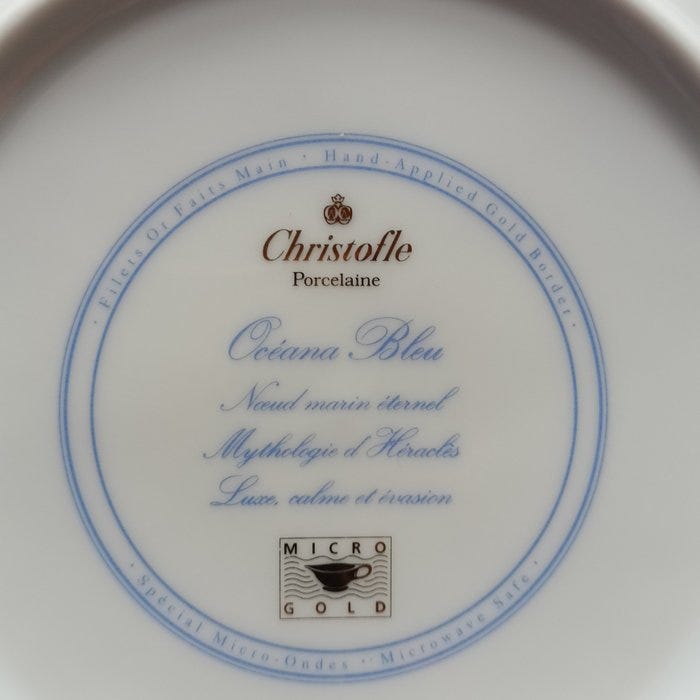 · Filets Or Faits Main · Hand-Applied Gold Border ·
Christofle
Porcelaine
Océana Bleu
Nœud marin éternel
Mythologie d'Héraclès
Luxe, calme et évasion
MICRO
GOLD
· Spécial Micro-Ondes · Microwave Safe ·